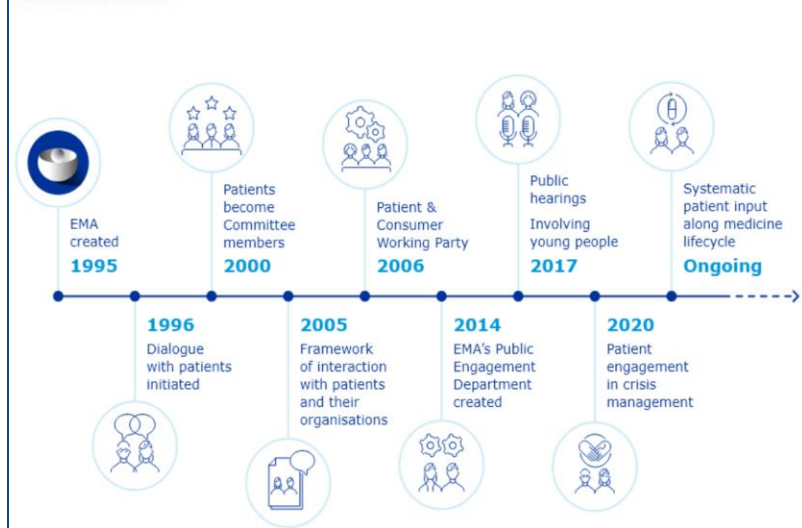 EMA
created
1995
1996
Dialogue
with patients
initiated
Patients
become
Committee
members
2000
2005
Framework
of interaction
with patients
and their
organisations
Patient &
Consumer
Working Party
2006
2014
EMA's Public
Engagement
Department
created
Public
hearings
Involving
young people
2017
2020
Patient
engagement
in crisis
management
Systematic
patient input
along medicine
lifecycle
Ongoing